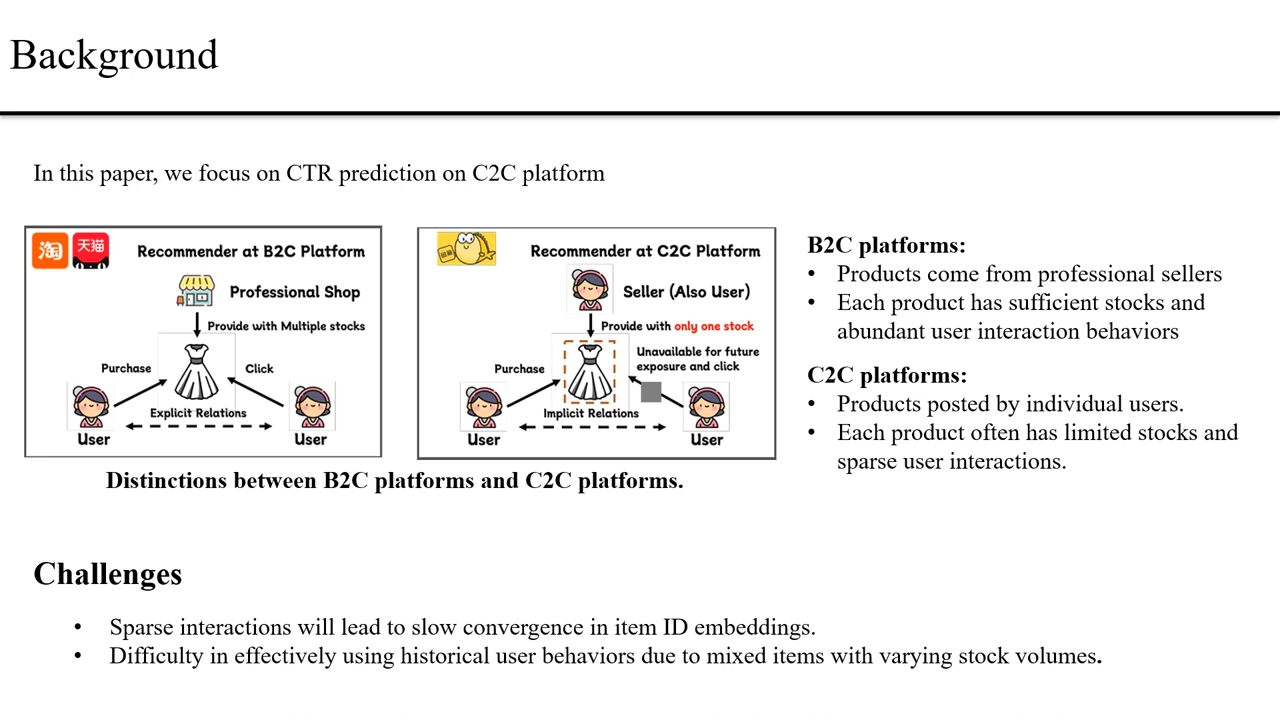 Background
In this paper, we focus on CTR prediction on C2C platform
淘
天猫
Recommender at B2C Platform
Professional Shop
Provide with Multiple stocks
Purchase
Click
Explicit Relations
User
User
Recommender at C2C Platform
Seller (Also User)
Provide with only one stock
Unavailable for future
exposure and click
Purchase
Implicit Relations
User
User
Distinctions between B2C platforms and C2C platforms.
B2C platforms:
• Products come from professional sellers
• Each product has sufficient stocks and
abundant user interaction behaviors
C2C platforms:
• Products posted by individual users.
• Each product often has limited stocks and
sparse user interactions.
Challenges
• Sparse interactions will lead to slow convergence in item ID embeddings.
• Difficulty in effectively using historical user behaviors due to mixed items with varying stock volumes.